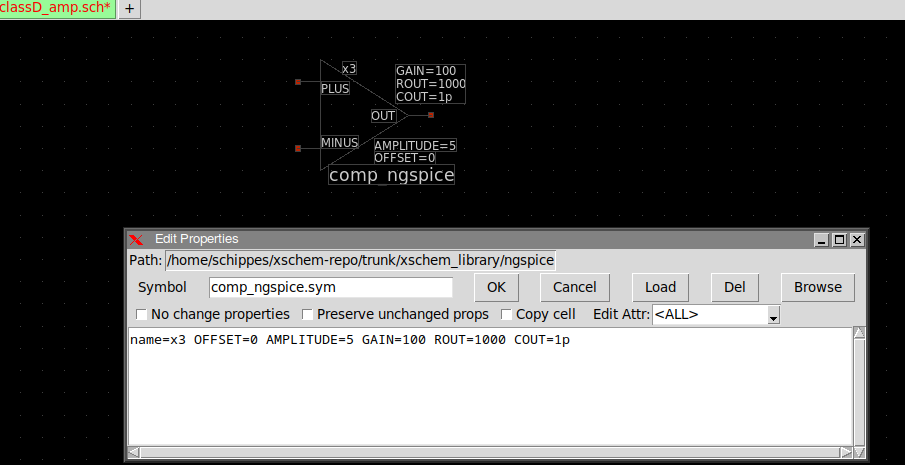 classD_amp.sch*
+
x3
GAIN=100
ROUT=1000
COUT=1p
PLUS
OUT
MINUS
AMPLITUDE=5
OFFSET=0
comp_ngspice
Edit Properties
Path: /home/schippes/xschem-repo/trunk/xschem_library/ngspice
Symbol comp_ngspice.sym OK Cancel Load Del Browse
No change properties Preserve unchanged props Copy cell Edit Attr: <ALL>
name=x3 OFFSET=0 AMPLITUDE=5 GAIN=100 ROUT=1000 COUT=1p